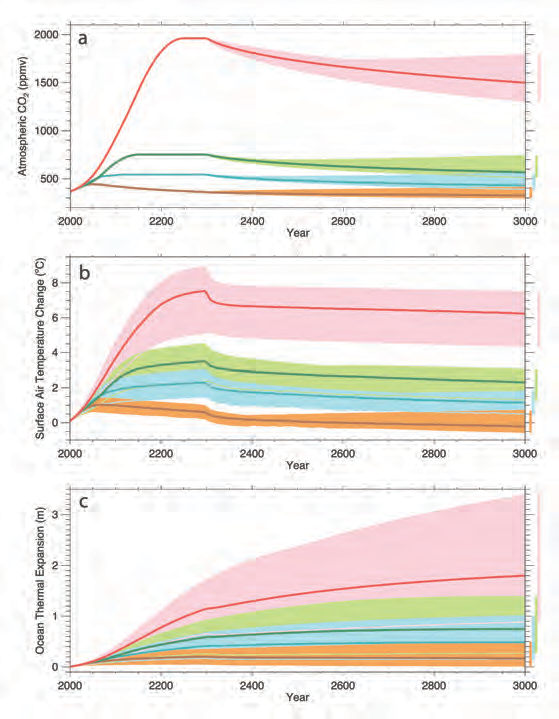 a
Atmospheric CO2 (ppmv)
2000
1500
1000
500
2000 2200 2400 2600 2800 3000
Year
b
Surface Air Temperature Change (°C)
8
6
4
2
0
2000 2200 2400 2600 2800 3000
Year
c
Ocean Thermal Expansion (m)
3
2
1
0
2000 2200 2400 2600 2800 3000
Year